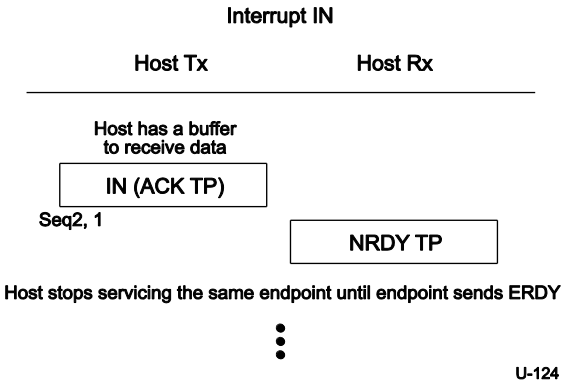 Interrupt IN
Host Tx
Host Rx
Host has a buffer
to receive data
IN (ACK TP)
Seq2, 1
NRDY TP
Host stops servicing the same endpoint until endpoint sends ERDY
U-124